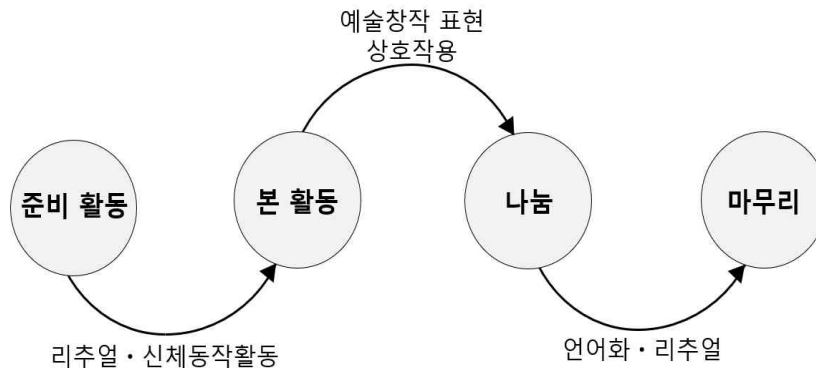 예술창작 표현
상호작용
준비 활동
본 활동
나눔
마무리
리추얼・신체동작활동
언어화・리추얼